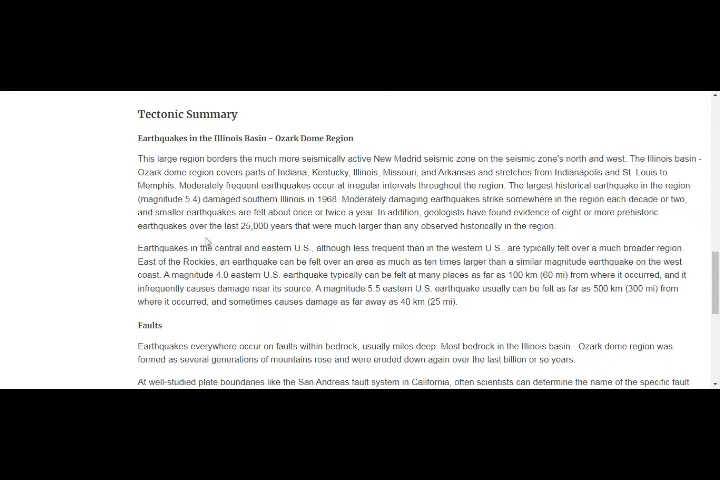 Tectonic Summary
Earthquakes in the Illinois Basin - Ozark Dome Region
This large region borders the much more seismically active New Madrid seismic zone on the seismic zone's north and west. The Illinois basin -
Ozark dome region covers parts of Indiana, Kentucky, Illinois, Missouri, and Arkansas and stretches from Indianapolis and St. Louis to
Memphis. Moderately frequent earthquakes occur at irregular intervals throughout the region. The largest historical earthquake in the region
(magnitude 5.4) damaged southern Illinois in 1968. Moderately damaging earthquakes strike somewhere in the region each decade or two,
and smaller earthquakes are felt about once or twice a year. In addition, geologists have found evidence of eight or more prehistoric
earthquakes over the last 25,000 years that were much larger than any observed historically in the region.
Earthquakes in the central and eastern U.S., although less frequent than in the western U.S., are typically felt over a much broader region.
East of the Rockies, an earthquake can be felt over an area as much as ten times larger than a similar magnitude earthquake on the west
coast. A magnitude 4.0 eastern U.S. earthquake typically can be felt at many places as far as 100 km (60 mi) from where it occurred, and it
infrequently causes damage near its source. A magnitude 5.5 eastern U.S. earthquake usually can be felt as far as 500 km (300 mi) from
where it occurred, and sometimes causes damage as far away as 40 km (25 mi).
Faults
Earthquakes everywhere occur on faults within bedrock, usually miles deep. Most bedrock in the Illinois basin - Ozark dome region was
formed as several generations of mountains rose and were eroded down again over the last billion or so years.
At well-studied plate boundaries like the San Andreas fault system in California, often scientists can determine the name of the specific fault